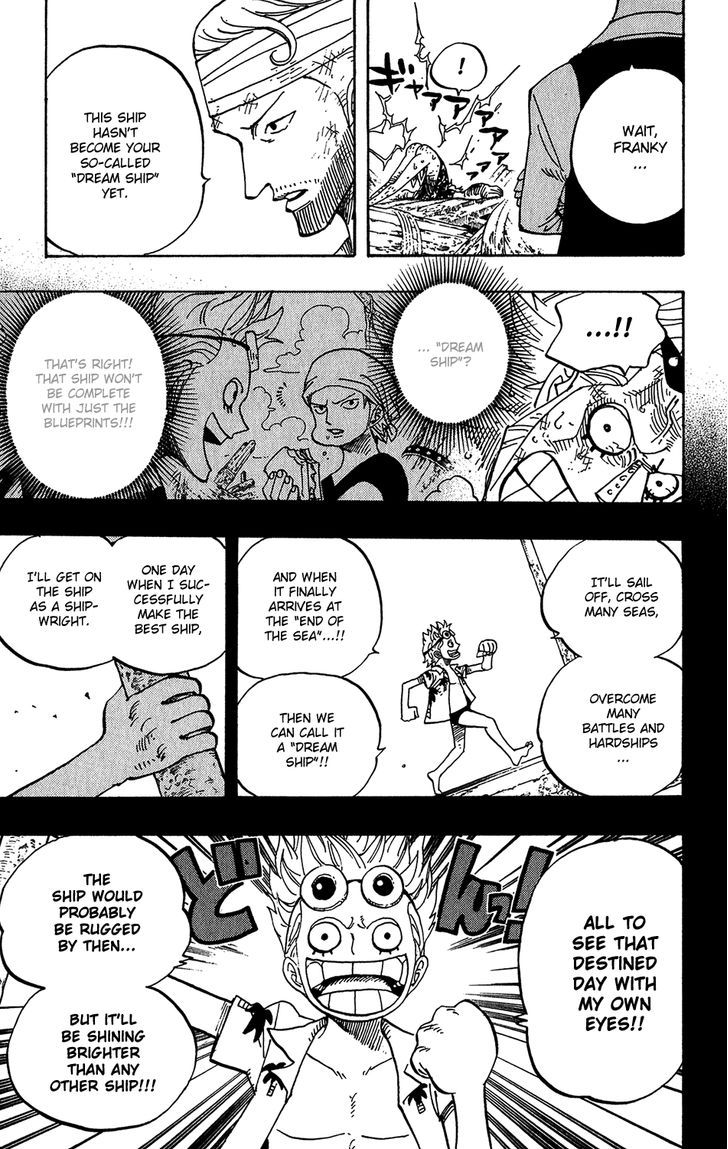 WAIT,
FRANKY
...
!
ギャアアアア
THIS SHIP
HASN'T
BECOME YOUR
SO-CALLED
"DREAM SHIP"
YET.
...!!
... "DREAM
SHIP"?
THAT'S RIGHT!
THAT SHIP WON'T
BE COMPLETE
WITH JUST THE
BLUEPRINTS!!!
IT'LL SAIL
OFF, CROSS
MANY SEAS,
OVERCOME
MANY
BATTLES AND
HARDSHIPS
...
AND WHEN
IT FINALLY
ARRIVES AT
THE "END OF
THE SEA"...!!
THEN WE
CAN CALL IT
A "DREAM
SHIP"!!
ONE DAY
WHEN I SUC-
CESSFULLY
MAKE THE
BEST SHIP,
I'LL GET ON
THE SHIP
AS A SHIP-
WRIGHT.
ALL TO
SEE THAT
DESTINED
DAY WITH
MY OWN
EYES!!
どんっ!!
THE
SHIP WOULD
PROBABLY
BE RUGGED
BY THEN...
BUT IT'LL
BE SHINING
BRIGHTER
THAN ANY
OTHER SHIP!!!